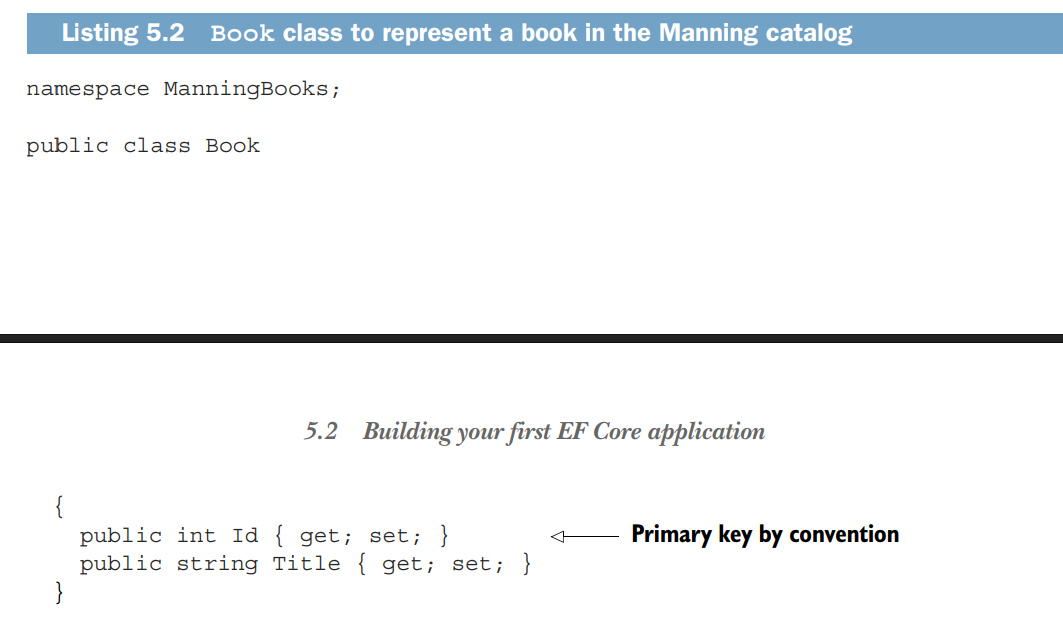 Listing 5.2 Book class to represent a book in the Manning catalog
namespace ManningBooks;
public class Book
5.2 Building your first EF Core application
{
public int Id { get; set; } Primary key by convention
public string Title { get; set; }
}